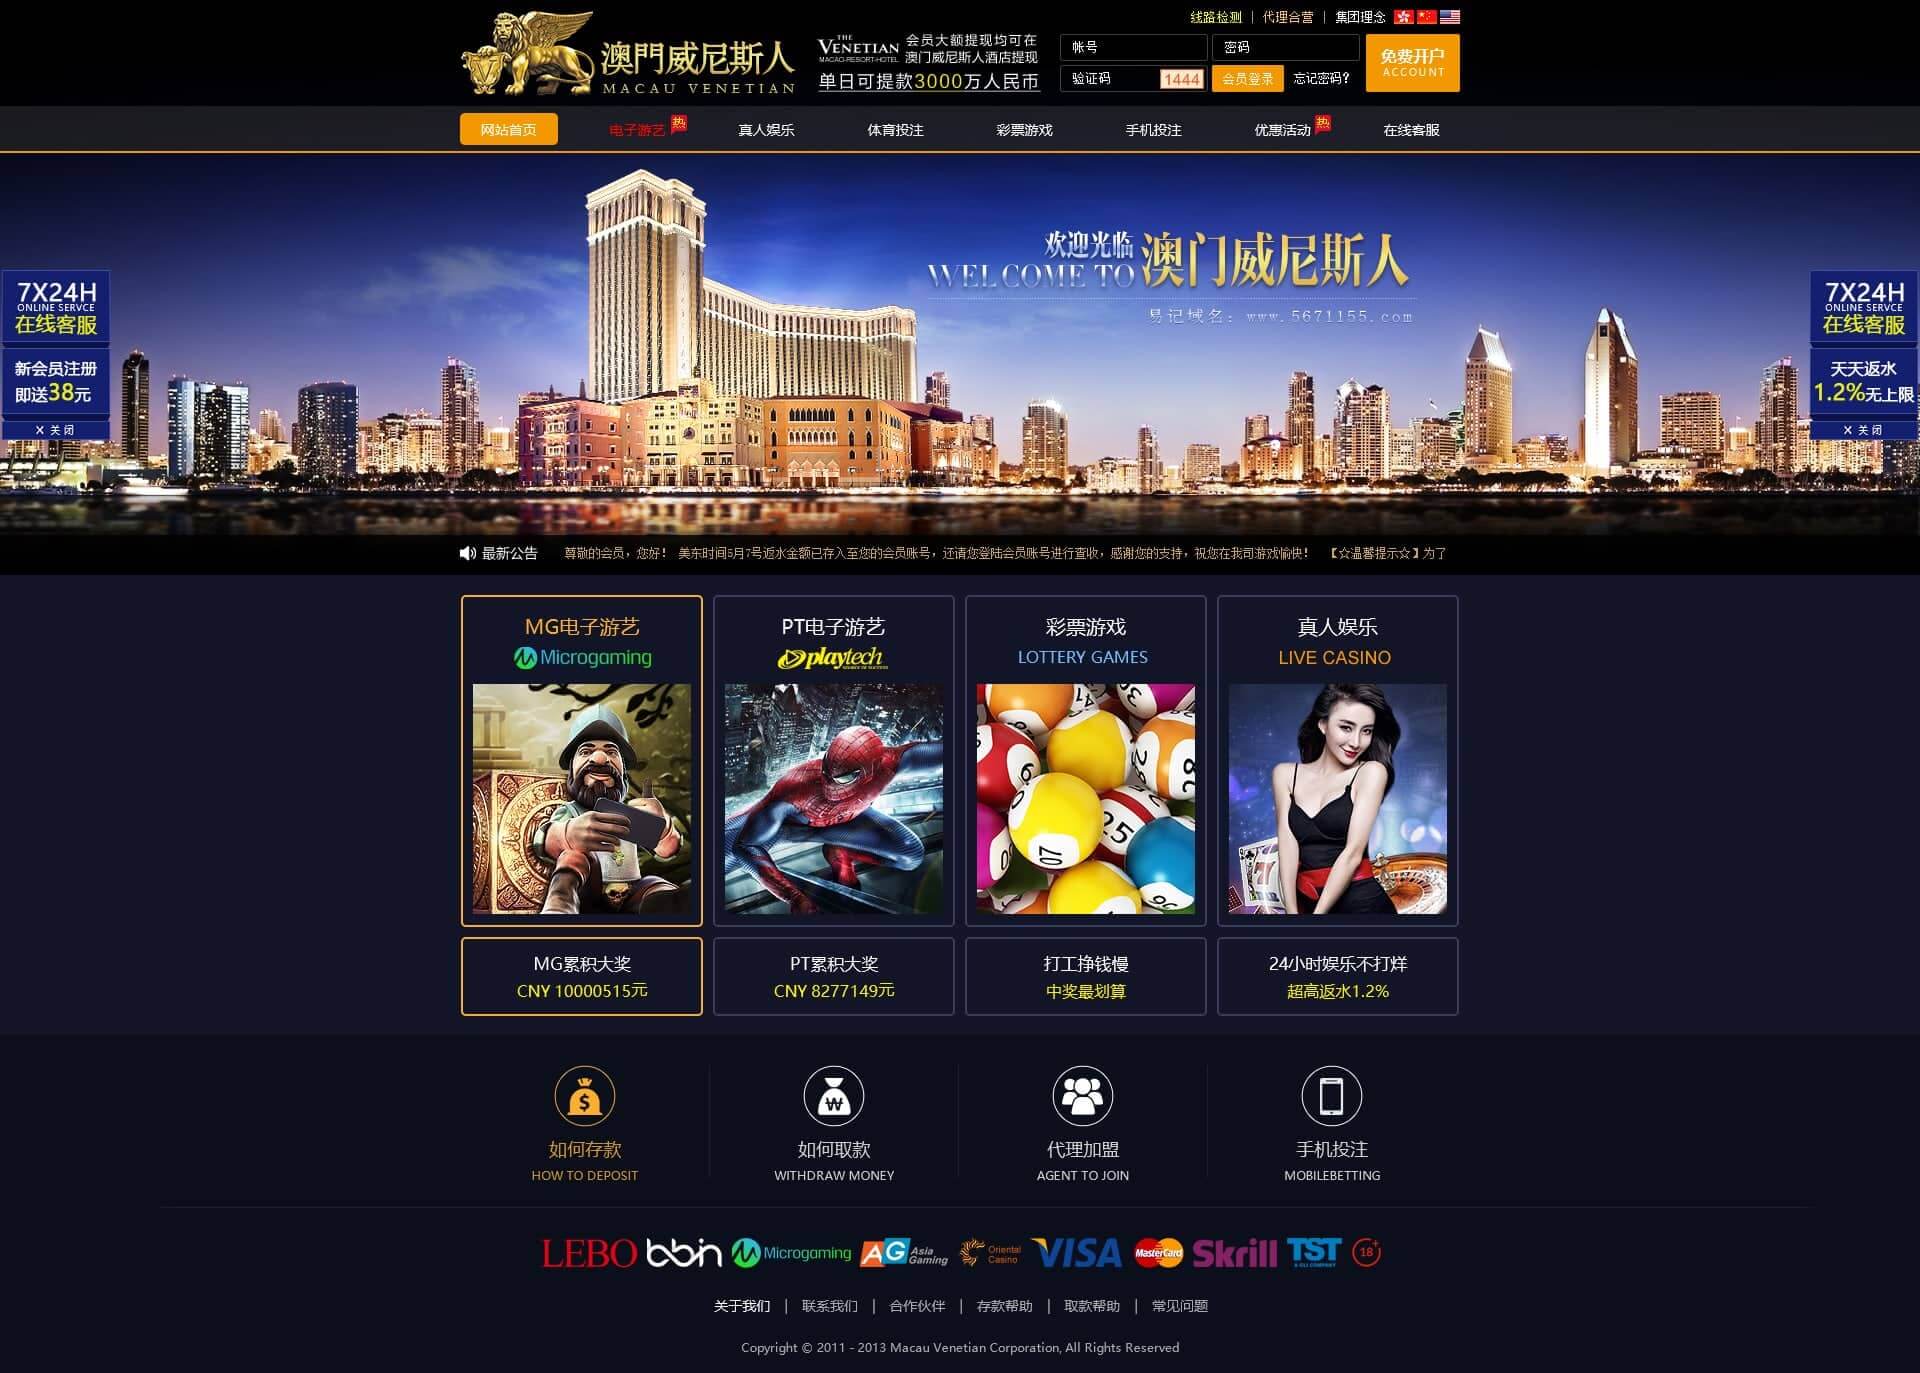 线路检测 | 代理合营 | 集团理念
澳門威尼斯人
MACAU VENETIAN
THE
VENETIAN
MACAO-RESORT-HOTEL
会员大额提现均可在
澳门威尼斯人酒店提现
单日可提款3000万人民币
帐号
密码
验证码
1444
会员登录
忘记密码?
免费开户
ACCOUNT
网站首页
电子游艺
热
真人娱乐
体育投注
彩票游戏
手机投注
优惠活动
热
在线客服
欢迎光临
WELCOME TO
澳门威尼斯人
易记域名: www.5671155.com
7X24H
ONLINE SERVCE
在线客服
新会员注册
即送38元
X 关闭
7X24H
ONLINE SERVCE
在线客服
天天返水
1.2%无上限
X 关闭
最新公告
尊敬的会员，您好！ 美东时间5月7号返水金额已存入至您的会员账号，还请您登陆会员账号进行查收，感谢您的支持，祝您在我司游戏愉快！ 【☆温馨提示☆】为了
MG电子游艺
Microgaming
PT电子游艺
playtech
SOURCE OF SUCCESS
彩票游戏
LOTTERY GAMES
真人娱乐
LIVE CASINO
47
36
6
25
28
07
7
MG累积大奖
CNY 10000515元
PT累积大奖
CNY 8277149元
打工挣钱慢
中奖最划算
24小时娱乐不打烊
超高返水1.2%
如何存款
HOW TO DEPOSIT
如何取款
WITHDRAW MONEY
代理加盟
AGENT TO JOIN
手机投注
MOBILEBETTING
LEBO
bbin
Microgaming
AG Asia Gaming
Oriental Casino
VISA
MasterCard
Skrill
TST
A GLI COMPANY
18+
关于我们 | 联系我们 | 合作伙伴 | 存款帮助 | 取款帮助 | 常见问题
Copyright © 2011 - 2013 Macau Venetian Corporation, All Rights Reserved